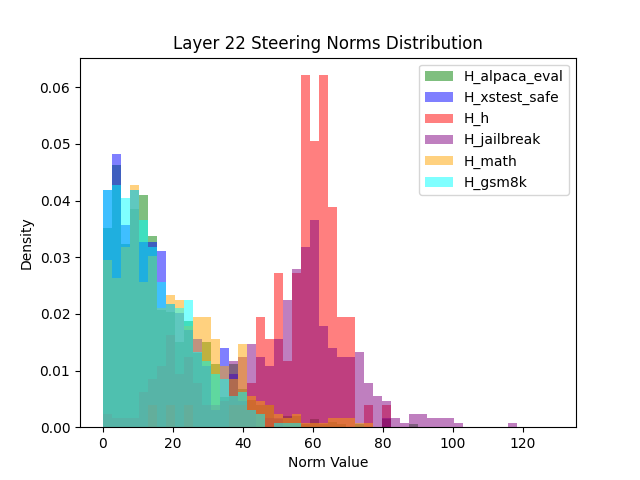 Layer 22 Steering Norms Distribution
H_alpaca_eval
H_xstest_safe
H_h
H_jailbreak
H_math
H_gsm8k
Density
0.06
0.05
0.04
0.03
0.02
0.01
0.00
0
20
40
60
80
100
120
Norm Value